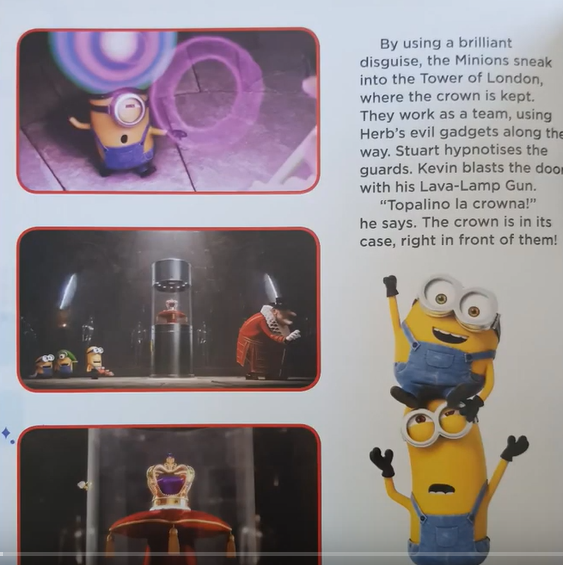 By using a brilliant
disguise, the Minions sneak
into the Tower of London,
where the crown is kept.
They work as a team, using
Herb's evil gadgets along the
way. Stuart hypnotises the
guards. Kevin blasts the door
with his Lava-Lamp Gun.
"Topalino la crowna!"
he says. The crown is in its
case, right in front of them!